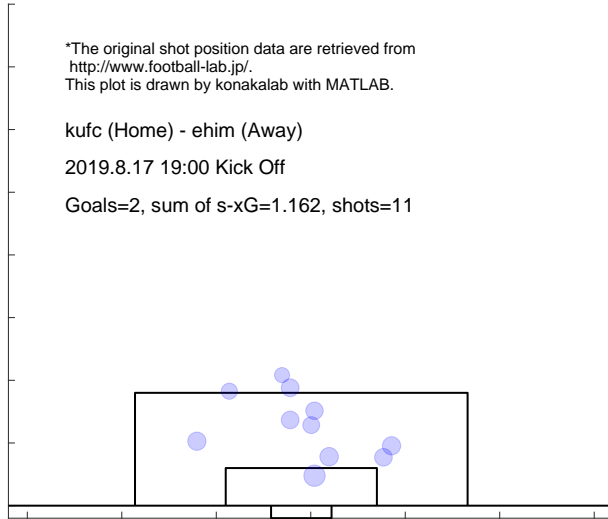 *The original shot position data are retrieved from
http://www.football-lab.jp/.
This plot is drawn by konakalab with MATLAB.
kufc (Home) - ehim (Away)
2019.8.17 19:00 Kick Off
Goals=2, sum of s-xG=1.162, shots=11